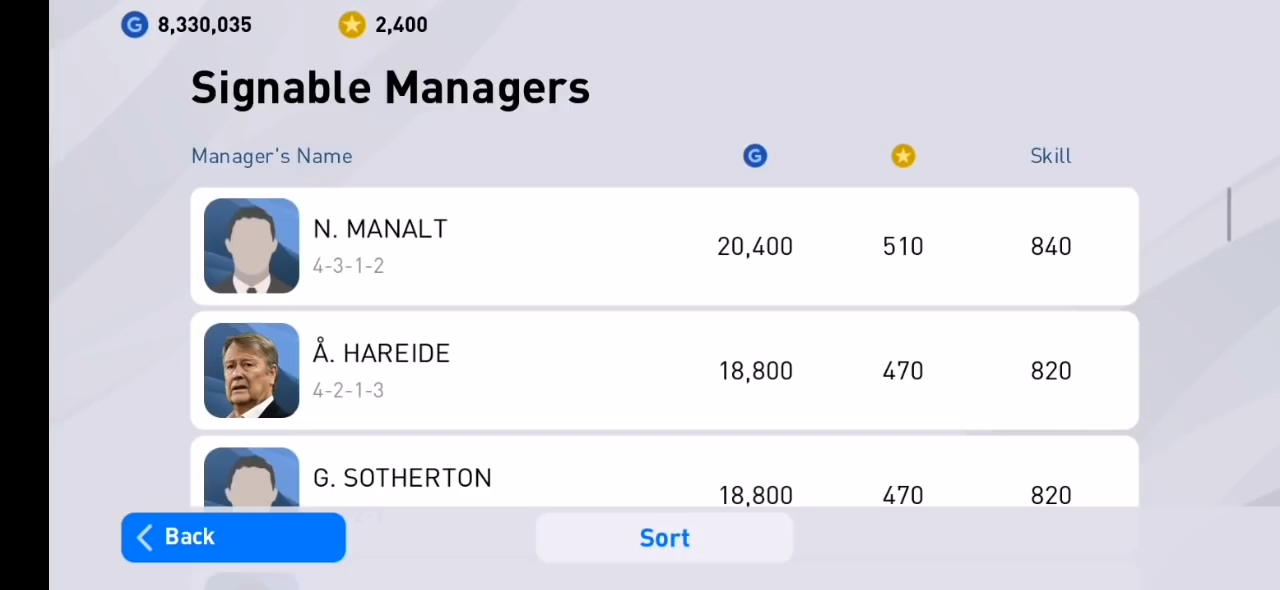 G 8,330,035 2,400
Signable Managers
Manager's Name G Skill
N. MANALT 20,400 510 840
4-3-1-2
Å. HAREIDE 18,800 470 820
4-2-1-3
G. SOTHERTON 18,800 470 820
Back Sort